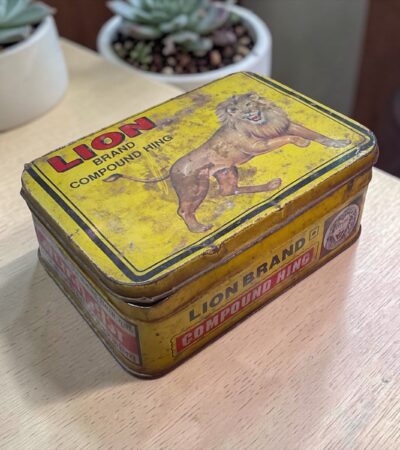 LION
BRAND
COMPOUND HING
LION BRAND
COMPOUND HING